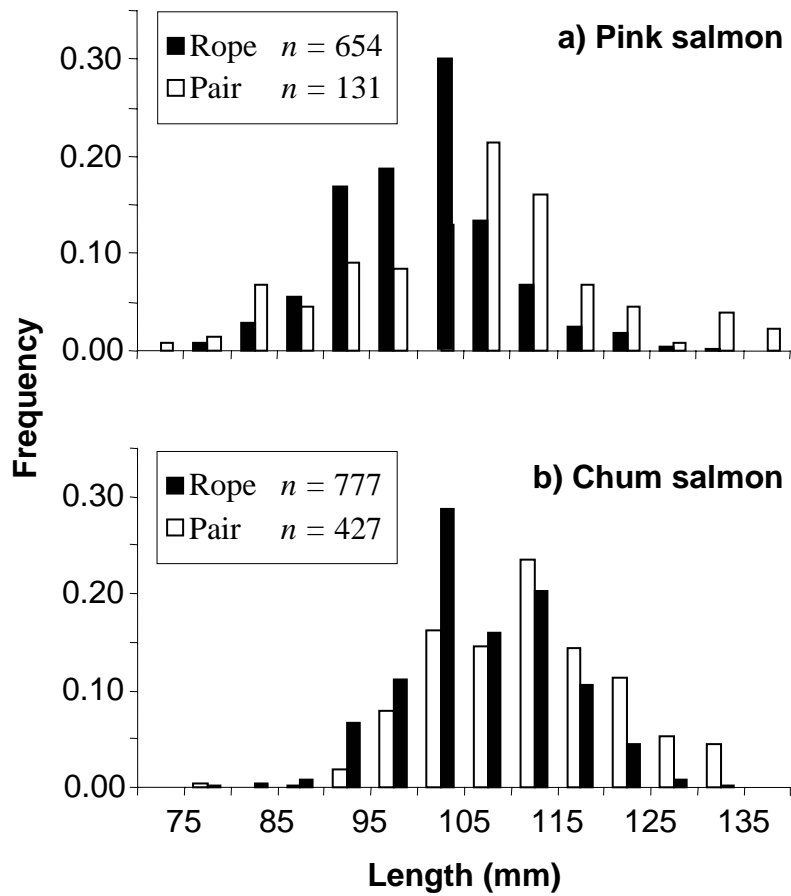 a) Pink salmon
Rope n = 654
Pair n = 131
0.30
0.20
0.10
0.00
Frequency
b) Chum salmon
Rope n = 777
Pair n = 427
0.30
0.20
0.10
0.00
75 85 95 105 115 125 135
Length (mm)